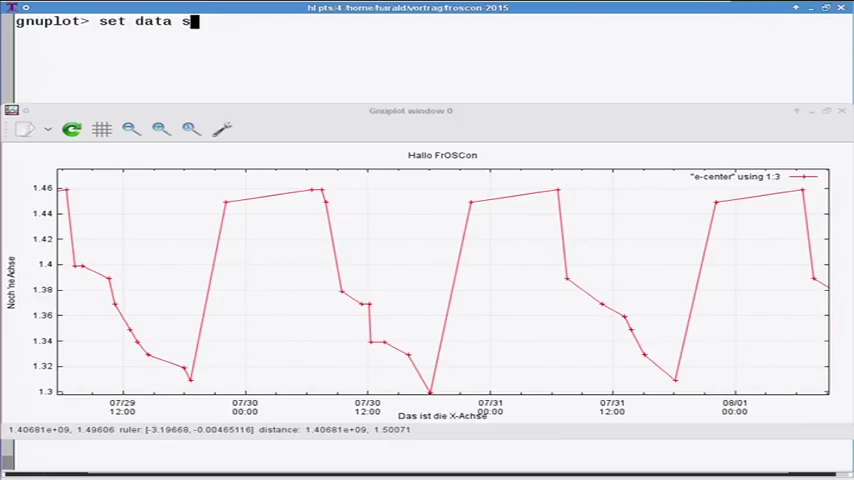 hl pts/4 /home/harald/vortrag/froscon-2015
gnuplot> set data s
Gnuplot window 0
Hallo FrOSCon
"e-center" using 1:3
1.46
1.44
1.42
1.4
1.38
1.36
1.34
1.32
1.3
Noch 'ne Achse
07/29 07/30 07/30 07/31 07/31 08/01
12:00 00:00 12:00 00:00 12:00 00:00
Das ist die X-Achse
1.40681e+09, 1.49606 ruler: [-3.19668, -0.00465116] distance: 1.40681e+09, 1.50071